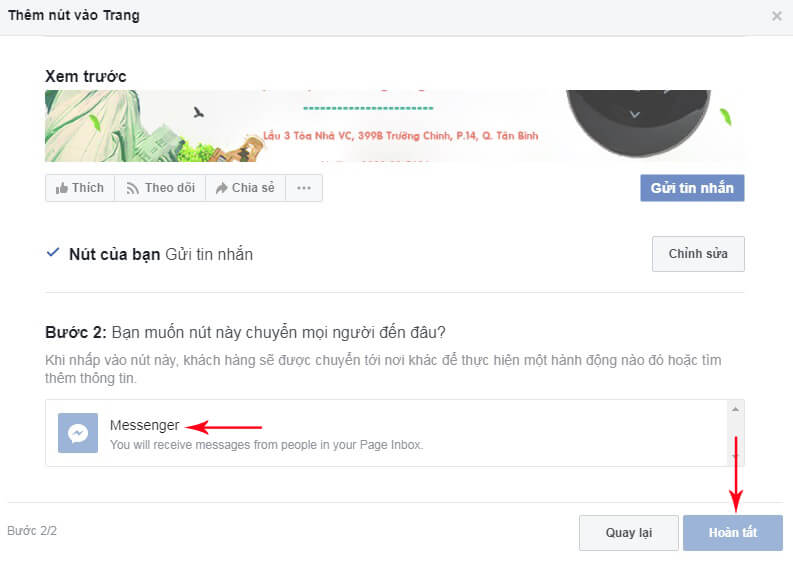 Thêm nút vào Trang
Xem trước
Lầu 3 Tòa Nhà VC, 399B Trường Chinh, P.14, Q. Tân Bình
Thích
Theo dõi
Chia sẻ
Gửi tin nhắn
Nút của bạn Gửi tin nhắn
Chỉnh sửa
Bước 2: Bạn muốn nút này chuyển mọi người đến đâu?
Khi nhấp vào nút này, khách hàng sẽ được chuyển tới nơi khác để thực hiện một hành động nào đó hoặc tìm
thêm thông tin.
Messenger
You will receive messages from people in your Page Inbox.
Bước 2/2
Quay lại
Hoàn tất